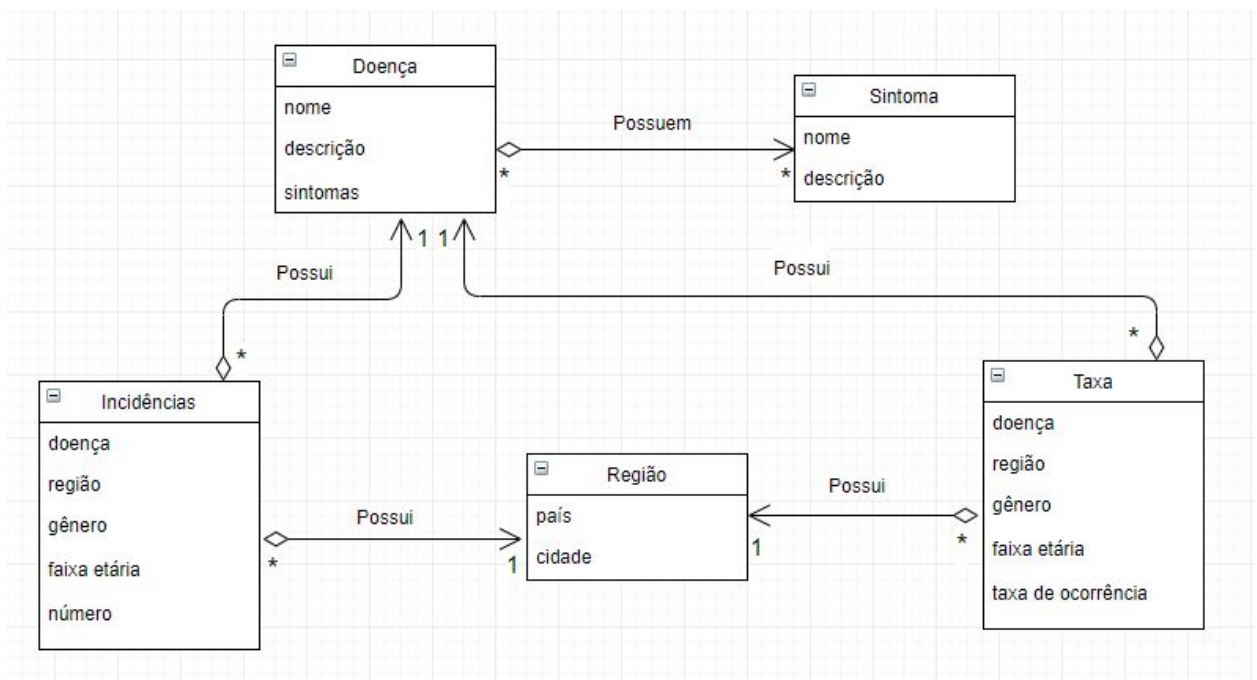 Doença
nome
descrição
sintomas
Possuem
*
*
Sintoma
nome
descrição
1
1
Possui
Possui
*
*
Incidências
doença
região
gênero
faixa etária
número
Possui
*
1
Região
país
cidade
Possui
1
*
Taxa
doença
região
gênero
faixa etária
taxa de ocorrência